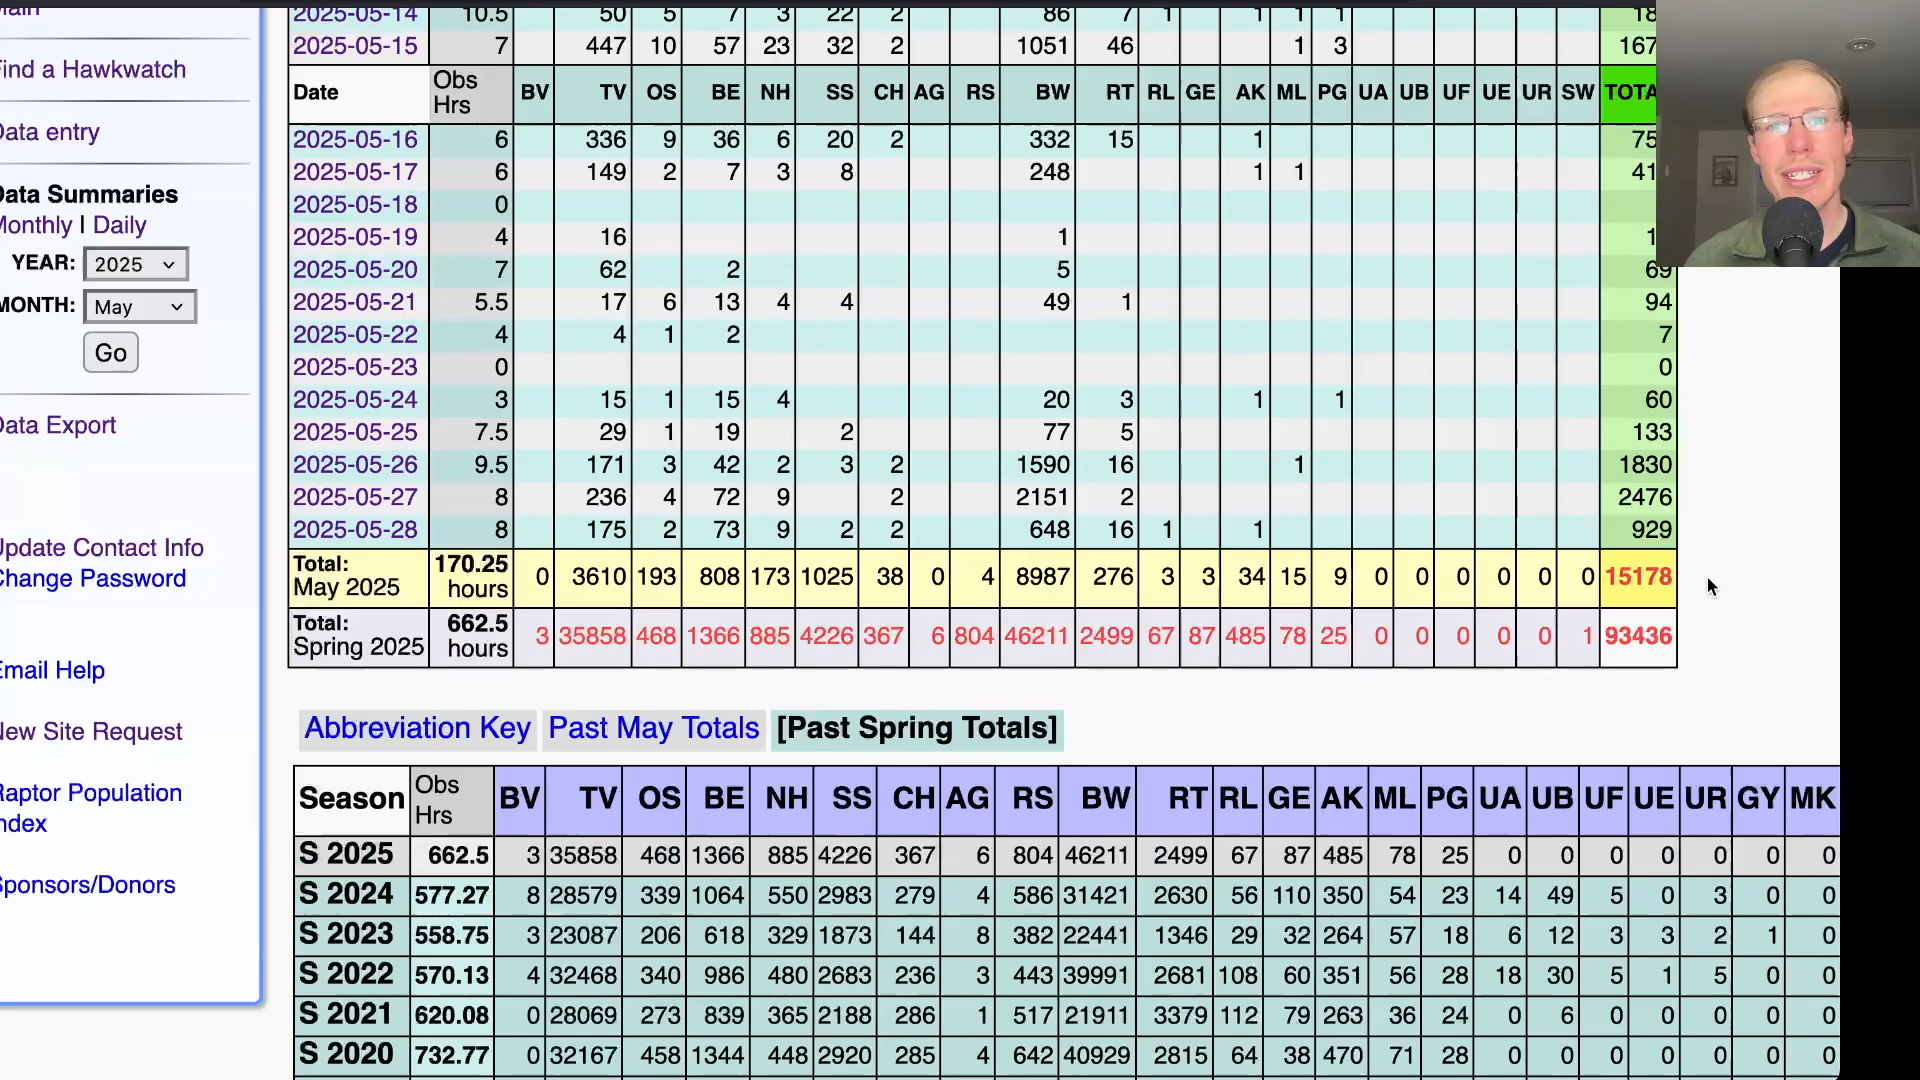 Main
Find a Hawkwatch
Data entry
Data Summaries
Monthly | Daily
YEAR: 2025
MONTH: May
Go
Data Export
Update Contact Info
Change Password
Email Help
New Site Request
Raptor Population
Index
Sponsors/Donors
2025-05-14 10.5 50 5 7 3 22 2 86 7 1 1 1 1 18
2025-05-15 7 447 10 57 23 32 2 1051 46 1 3 167
Date Obs Hrs BV TV OS BE NH SS CH AG RS BW RT RL GE AK ML PG UA UB UF UE UR SW TOTA
2025-05-16 6 336 9 36 6 20 2 332 15 1 75
2025-05-17 6 149 2 7 3 8 248 1 1 41
2025-05-18 0
2025-05-19 4 16 1 1
2025-05-20 7 62 2 5 69
2025-05-21 5.5 17 6 13 4 4 49 1 94
2025-05-22 4 4 1 2 7
2025-05-23 0 0
2025-05-24 3 15 1 15 4 20 3 1 1 60
2025-05-25 7.5 29 1 19 2 77 5 133
2025-05-26 9.5 171 3 42 2 3 2 1590 16 1 1830
2025-05-27 8 236 4 72 9 2 2151 2 2476
2025-05-28 8 175 2 73 9 2 2 648 16 1 1 929
Total: May 2025 170.25 hours 0 3610 193 808 173 1025 38 0 4 8987 276 3 3 34 15 9 0 0 0 0 0 0 15178
Total: Spring 2025 662.5 hours 3 35858 468 1366 885 4226 367 6 804 46211 2499 67 87 485 78 25 0 0 0 0 0 1 93436
Abbreviation Key Past May Totals [Past Spring Totals]
Season Obs Hrs BV TV OS BE NH SS CH AG RS BW RT RL GE AK ML PG UA UB UF UE UR GY MK
S 2025 662.5 3 35858 468 1366 885 4226 367 6 804 46211 2499 67 87 485 78 25 0 0 0 0 0 0 0
S 2024 577.27 8 28579 339 1064 550 2983 279 4 586 31421 2630 56 110 350 54 23 14 49 5 0 3 0 0
S 2023 558.75 3 23087 206 618 329 1873 144 8 382 22441 1346 29 32 264 57 18 6 12 3 3 2 1 0
S 2022 570.13 4 32468 340 986 480 2683 236 3 443 39991 2681 108 60 351 56 28 18 30 5 1 5 0 0
S 2021 620.08 0 28069 273 839 365 2188 286 1 517 21911 3379 112 79 263 36 24 0 6 0 0 0 0 0
S 2020 732.77 0 32167 458 1344 448 2920 285 4 642 40929 2815 64 38 470 71 28 0 0 0 0 0 0 0